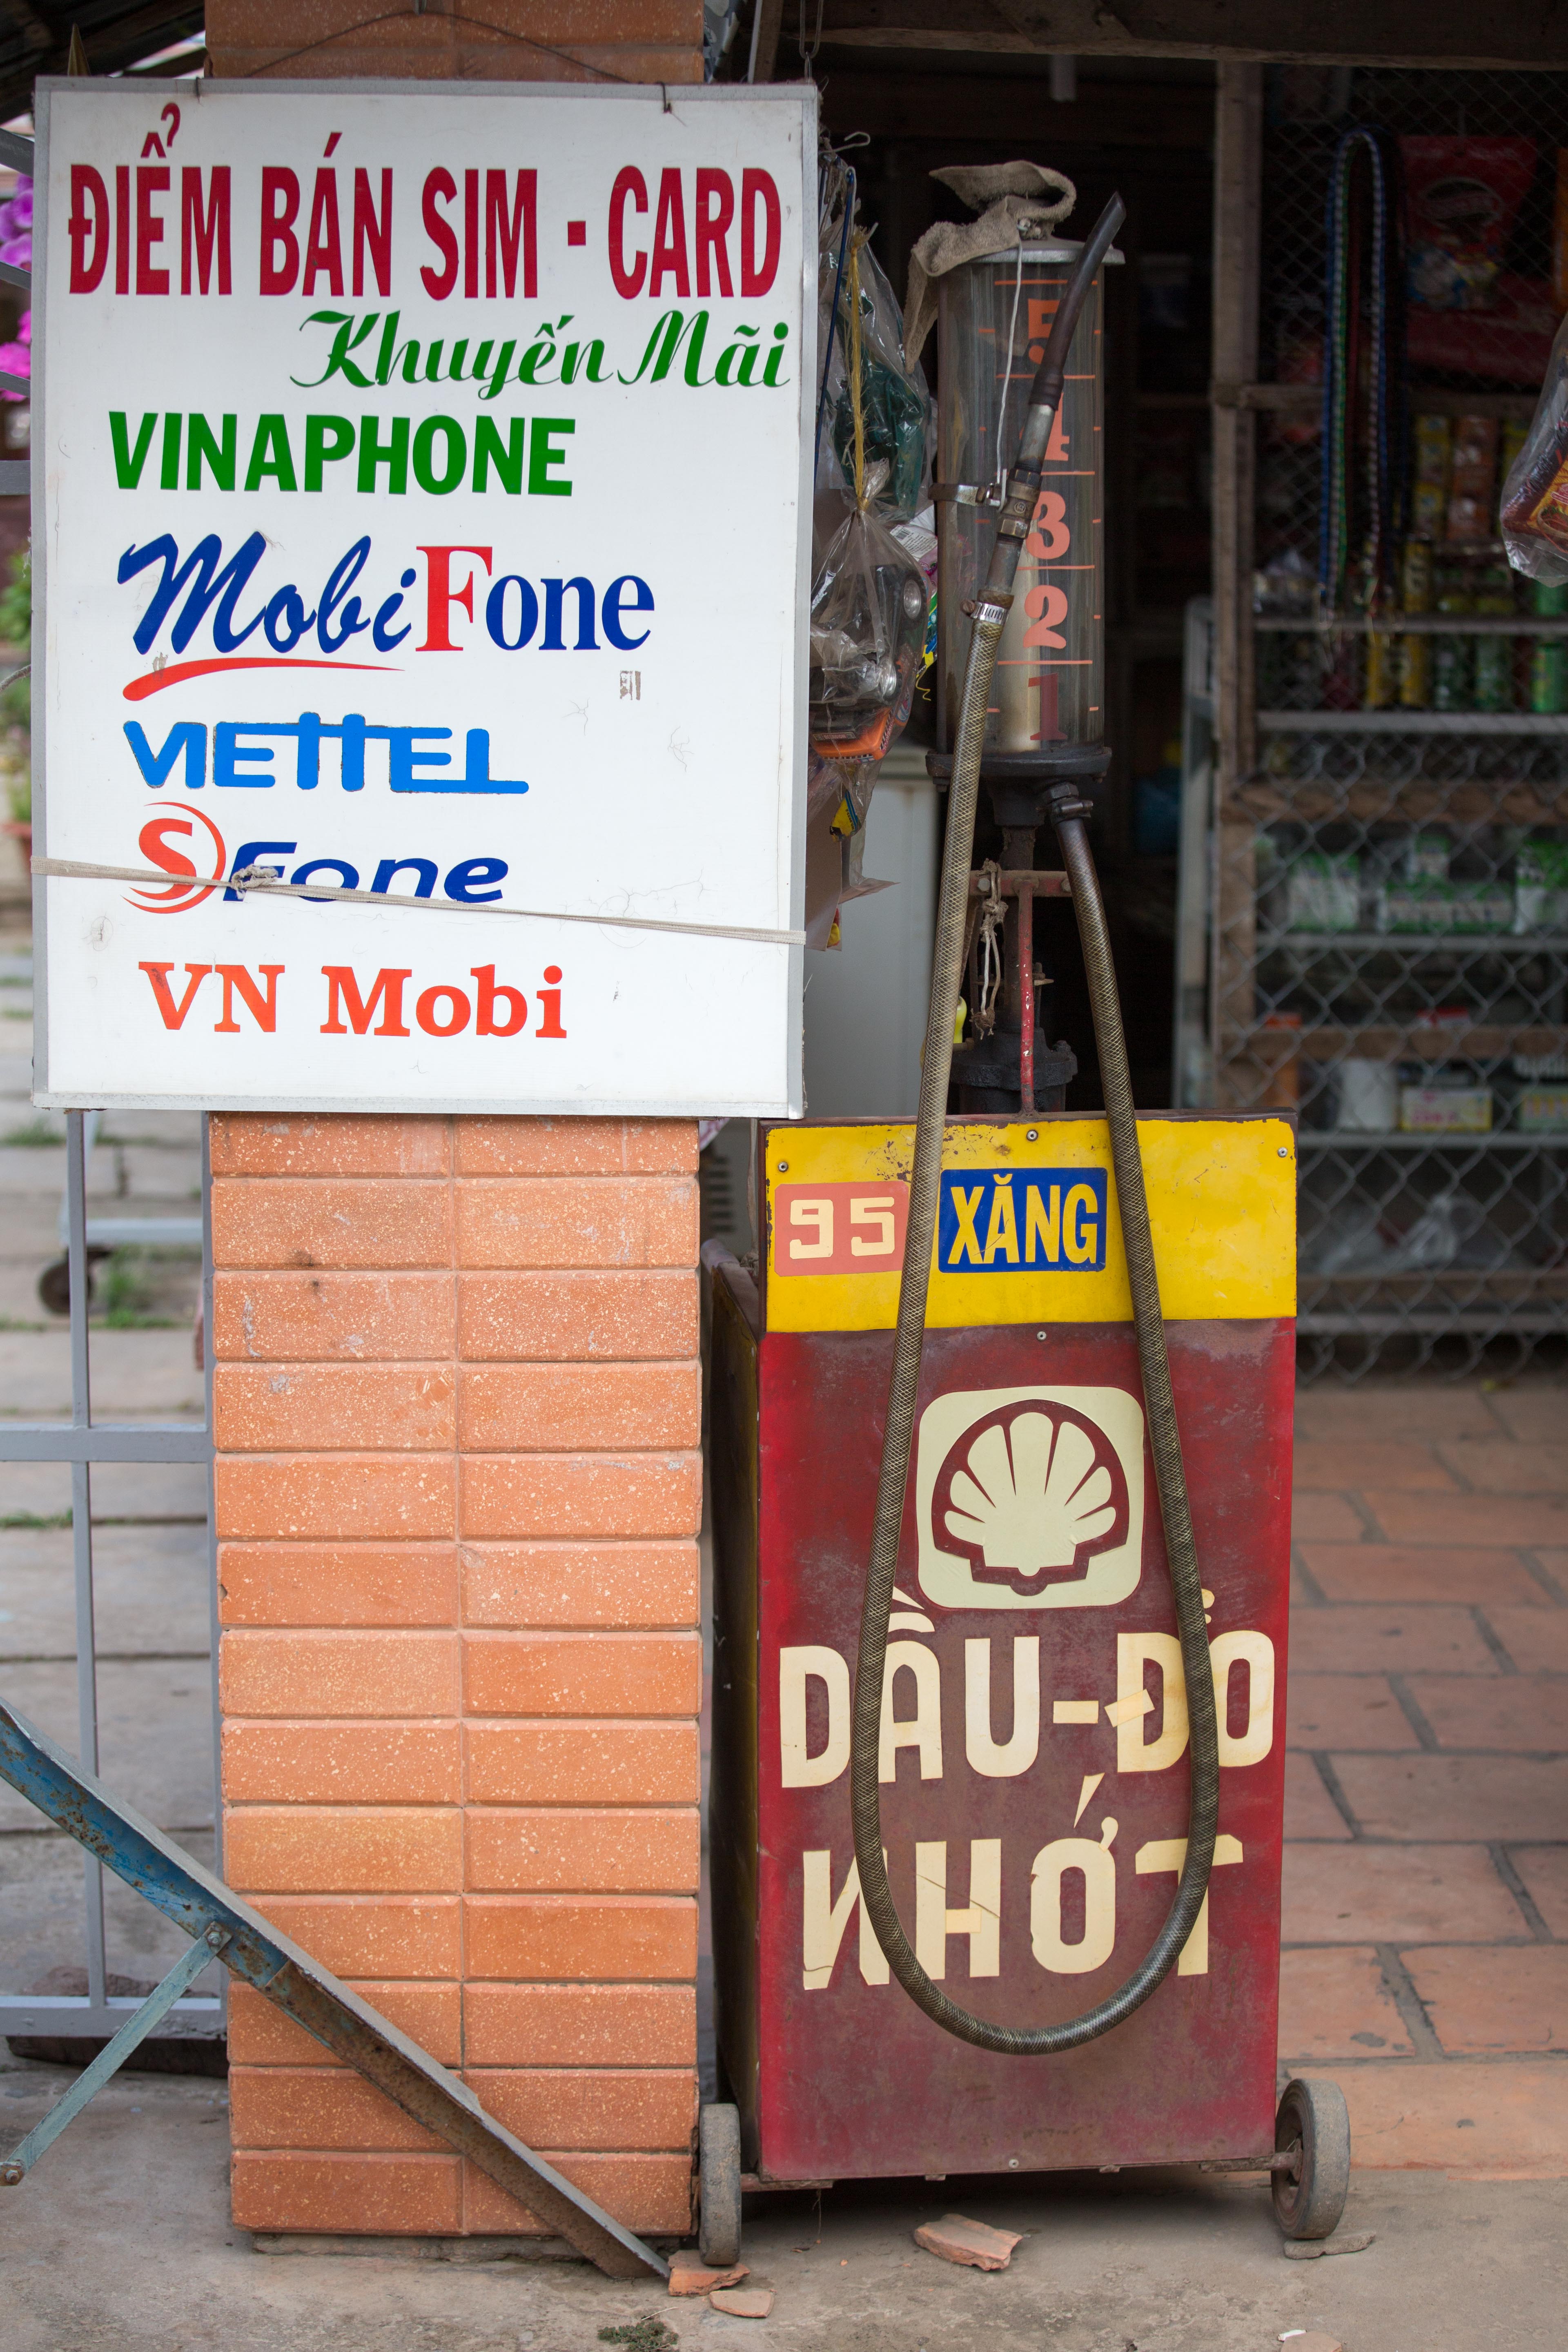 ĐIỂM BÁN SIM - CARD
Khuyến Mãi
VINAPHONE
MobiFone
VIETTEL
SFone
VN Mobi
5
4
3
2
1
95 XĂNG
DẦU-ĐỎ
NHỚT